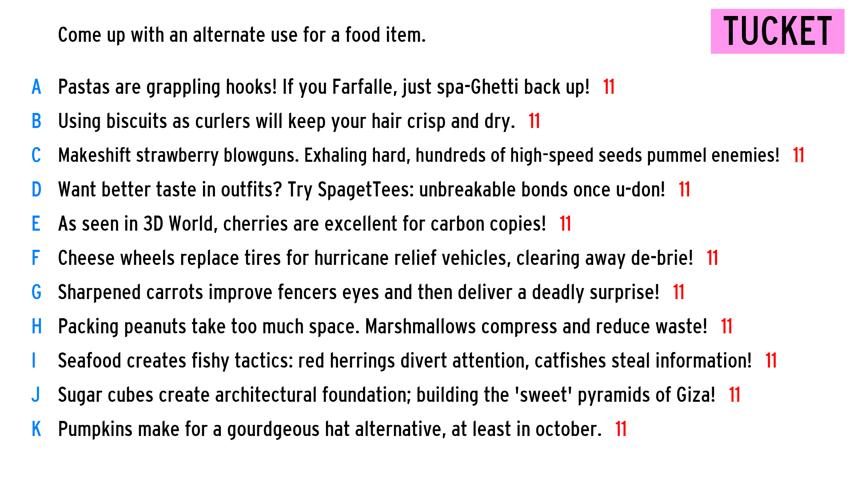 Come up with an alternate use for a food item.
TUCKET
A Pastas are grappling hooks! If you Farfalle, just spa-Ghetti back up! 11
B Using biscuits as curlers will keep your hair crisp and dry. 11
C Makeshift strawberry blowguns. Exhaling hard, hundreds of high-speed seeds pummel enemies! 11
D Want better taste in outfits? Try SpagetTees: unbreakable bonds once u-don! 11
E As seen in 3D World, cherries are excellent for carbon copies! 11
F Cheese wheels replace tires for hurricane relief vehicles, clearing away de-brie! 11
G Sharpened carrots improve fencers eyes and then deliver a deadly surprise! 11
H Packing peanuts take too much space. Marshmallows compress and reduce waste! 11
I Seafood creates fishy tactics: red herrings divert attention, catfishes steal information! 11
J Sugar cubes create architectural foundation; building the 'sweet' pyramids of Giza! 11
K Pumpkins make for a gourdgeous hat alternative, at least in october. 11